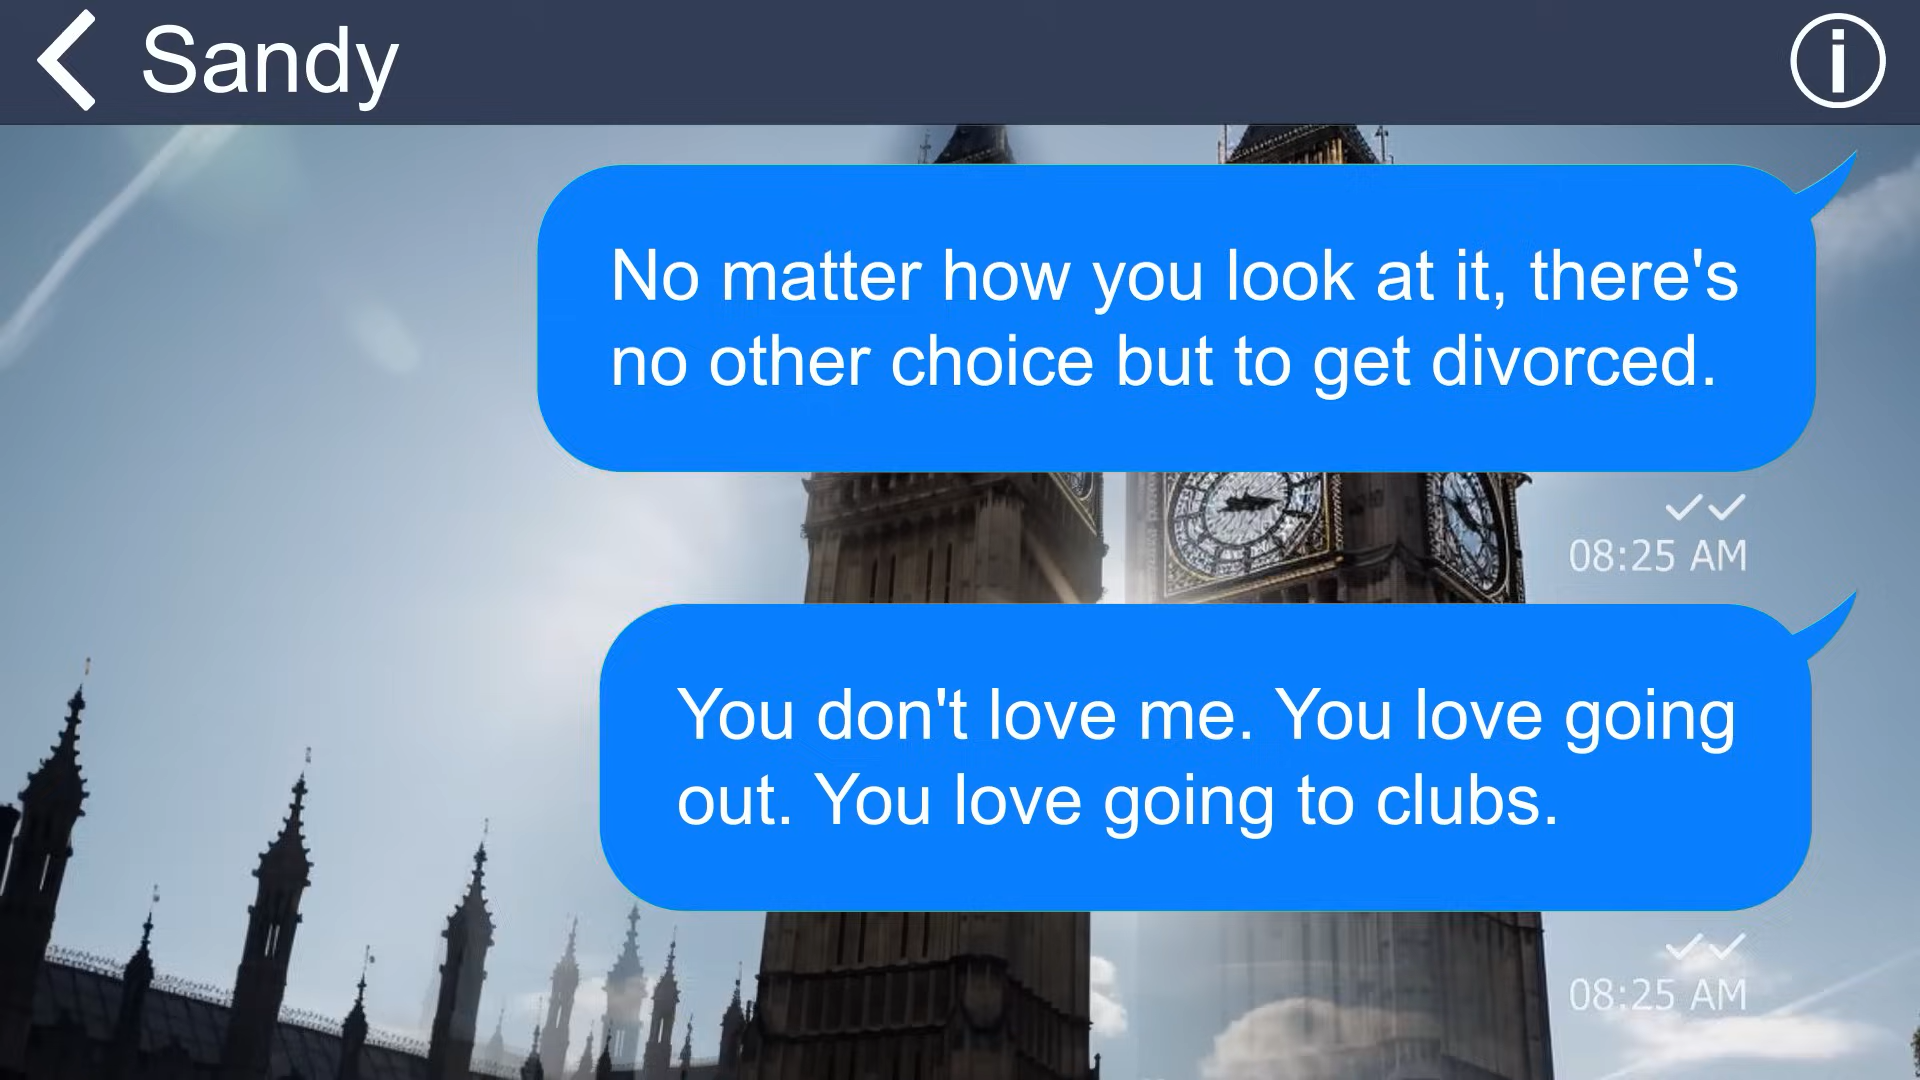 Sandy
No matter how you look at it, there's
no other choice but to get divorced.
08:25 AM
You don't love me. You love going
out. You love going to clubs.
08:25 AM